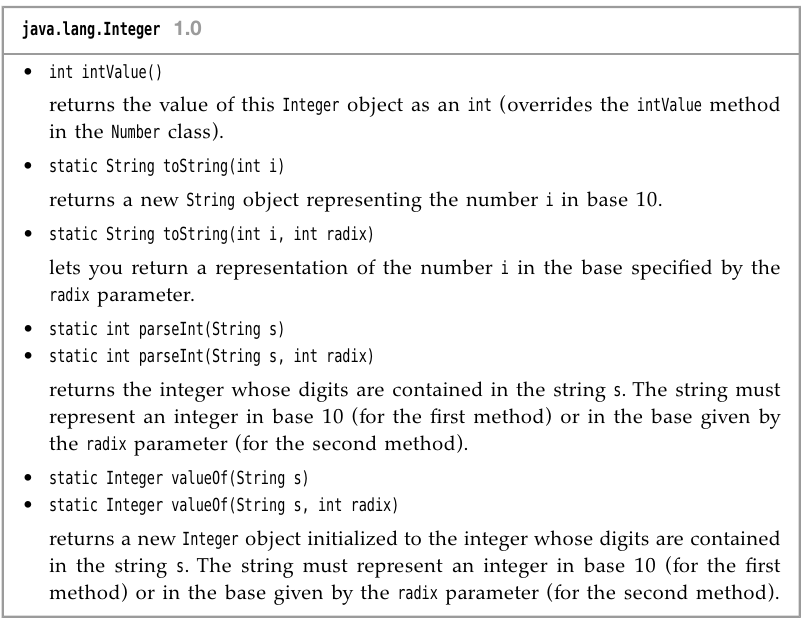 java.lang.Integer 1.0
• int intValue()
returns the value of this Integer object as an int (overrides the intValue method
in the Number class).
• static String toString(int i)
returns a new String object representing the number i in base 10.
• static String toString(int i, int radix)
lets you return a representation of the number i in the base specified by the
radix parameter.
• static int parseInt(String s)
• static int parseInt(String s, int radix)
returns the integer whose digits are contained in the string s. The string must
represent an integer in base 10 (for the first method) or in the base given by
the radix parameter (for the second method).
• static Integer valueOf(String s)
• static Integer valueOf(String s, int radix)
returns a new Integer object initialized to the integer whose digits are contained
in the string s. The string must represent an integer in base 10 (for the first
method) or in the base given by the radix parameter (for the second method).